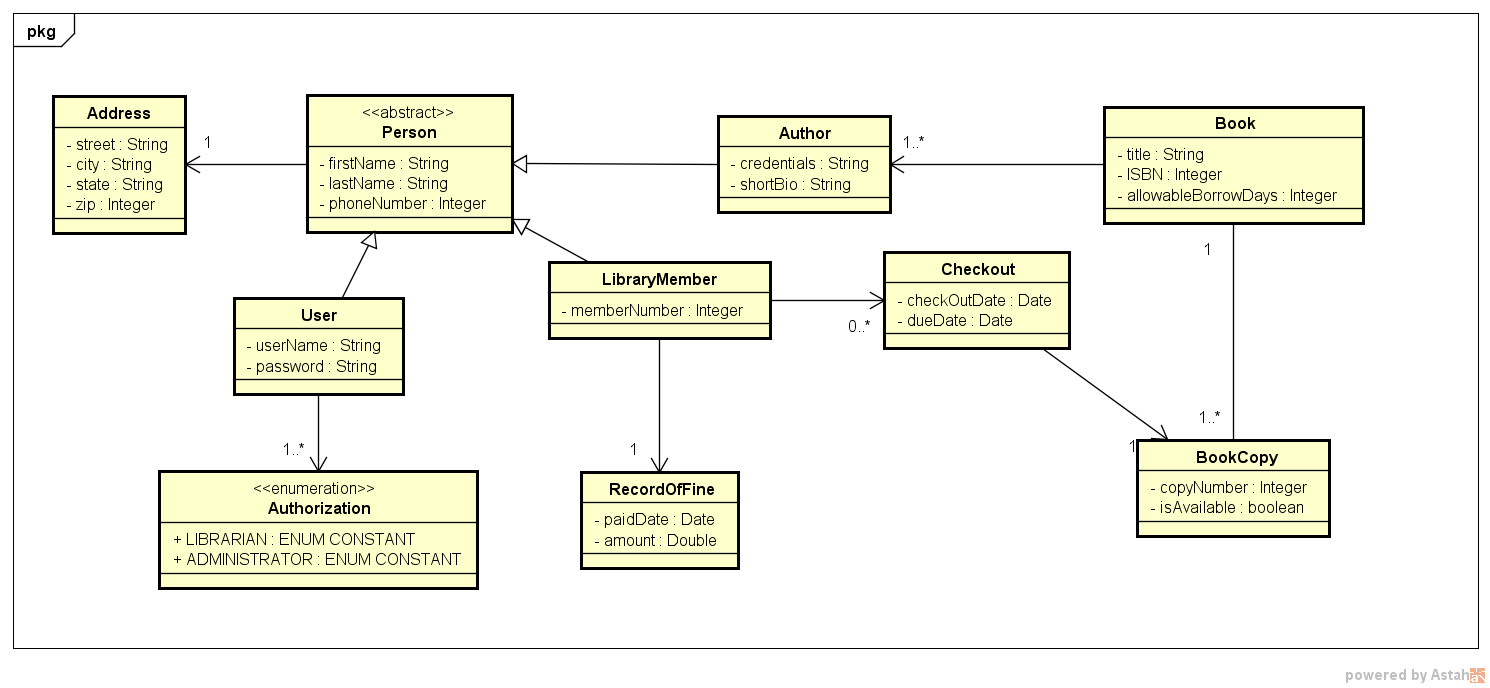 pkg
Address
- street : String
- city : String
- state : String
- zip : Integer
1
<<abstract>>
Person
- firstName : String
- lastName : String
- phoneNumber : Integer
Author
- credentials : String
- shortBio : String
1..*
Book
- title : String
- ISBN : Integer
- allowableBorrowDays : Integer
1
User
- userName : String
- password : String
LibraryMember
- memberNumber : Integer
0..*
Checkout
- checkOutDate : Date
- dueDate : Date
1..*
1..*
1
1
<<enumeration>>
Authorization
+ LIBRARIAN : ENUM CONSTANT
+ ADMINISTRATOR : ENUM CONSTANT
RecordOfFine
- paidDate : Date
- amount : Double
BookCopy
- copyNumber : Integer
- isAvailable : boolean
powered by Astah